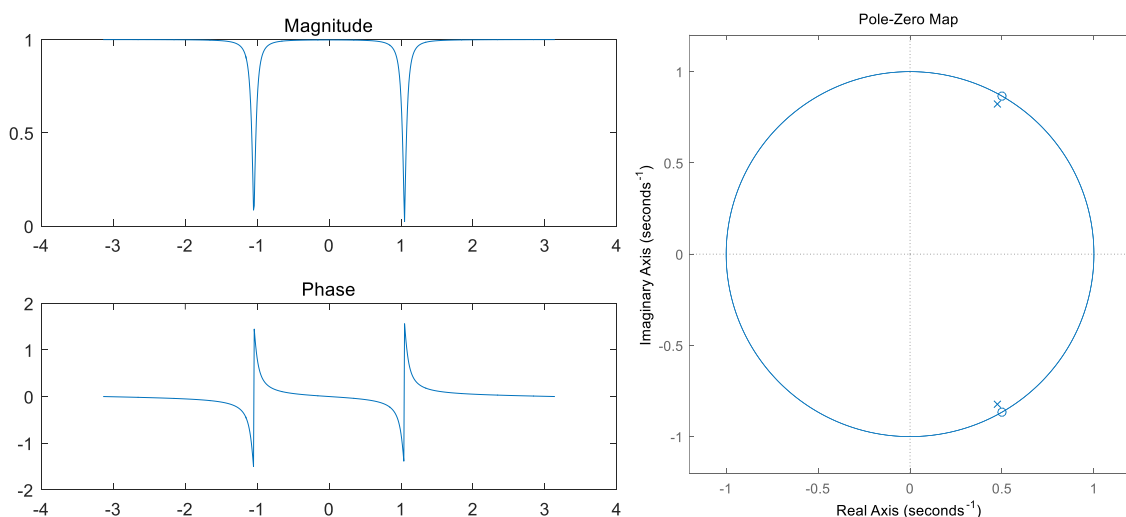 Magnitude
1
0.5
0
-4 -3 -2 -1 0 1 2 3 4
Phase
2
1
0
-1
-2
-4 -3 -2 -1 0 1 2 3 4
Pole-Zero Map
Imaginary Axis (seconds⁻¹)
1
0.5
0
-0.5
-1
-1 -0.5 0 0.5 1
Real Axis (seconds⁻¹)